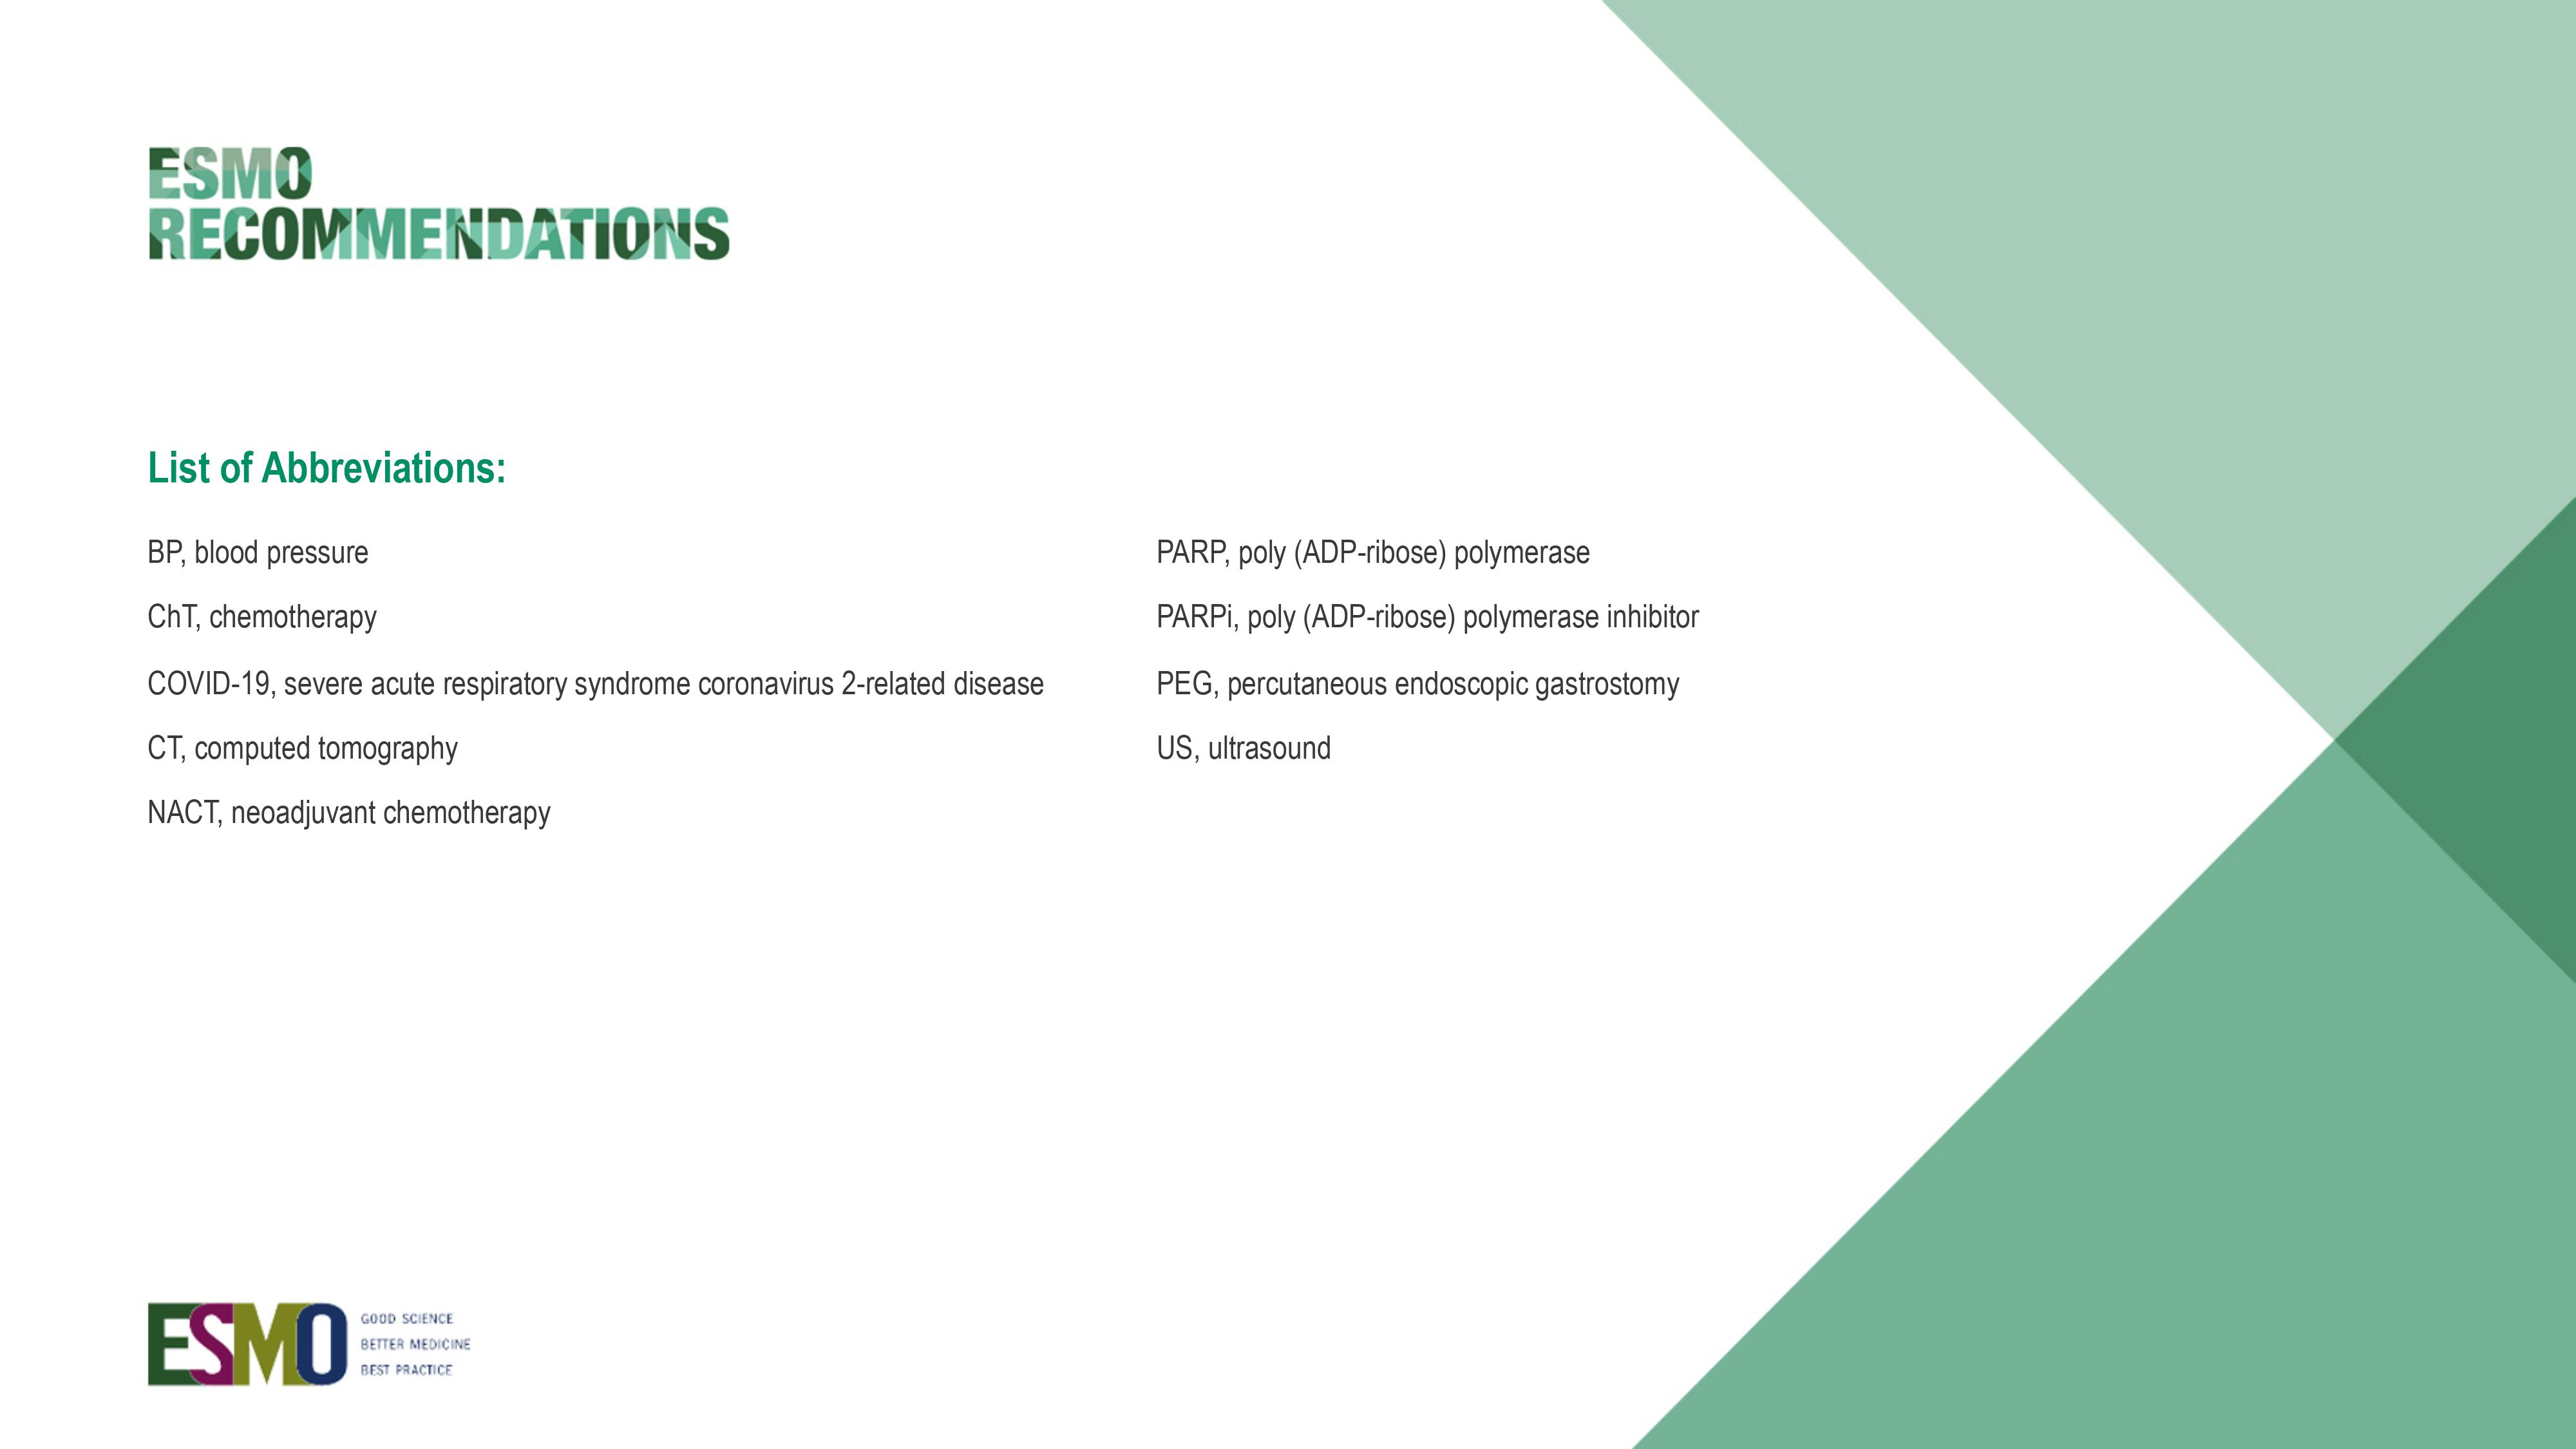 ESMO
RECOMMENDATIONS
List of Abbreviations:
BP, blood pressure
ChT, chemotherapy
COVID-19, severe acute respiratory syndrome coronavirus 2-related disease
CT, computed tomography
NACT, neoadjuvant chemotherapy
PARP, poly (ADP-ribose) polymerase
PARPi, poly (ADP-ribose) polymerase inhibitor
PEG, percutaneous endoscopic gastrostomy
US, ultrasound
ESMO
GOOD SCIENCE
BETTER MEDICINE
BEST PRACTICE